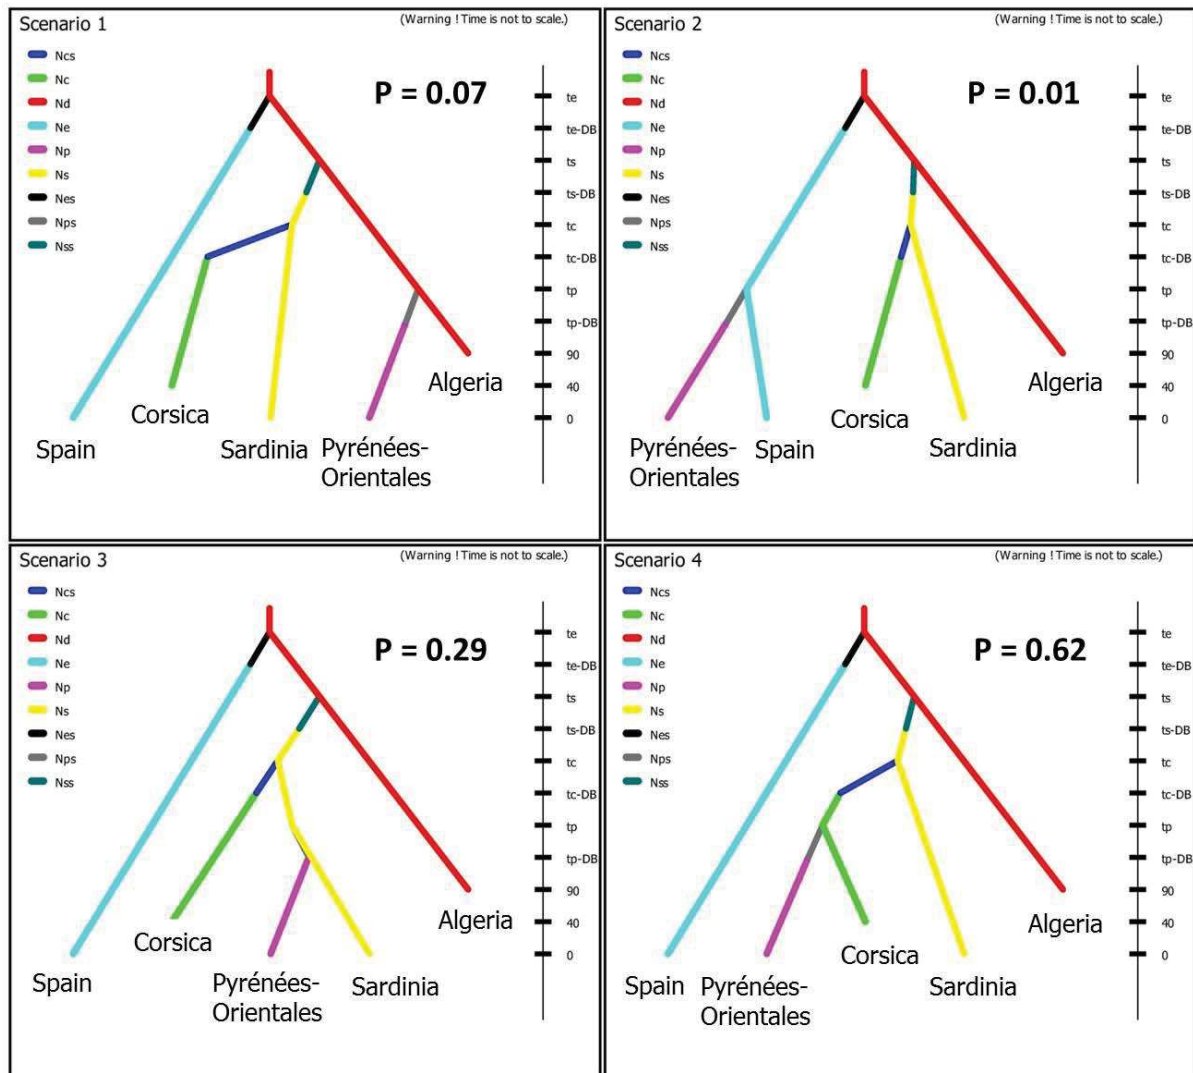 Scenario 1
(Warning ! Time is not to scale.)
Ncs
Nc
Nd
Ne
Np
Ns
Nes
Nps
Nss
P = 0.07
te
te-DB
ts
ts-DB
tc
tc-DB
tp
tp-DB
90
40
0
Algeria
Corsica
Spain
Sardinia
Pyrénées-
Orientales
Scenario 2
(Warning ! Time is not to scale.)
Ncs
Nc
Nd
Ne
Np
Ns
Nes
Nps
Nss
P = 0.01
te
te-DB
ts
ts-DB
tc
tc-DB
tp
tp-DB
90
40
0
Algeria
Corsica
Pyrénées-
Orientales
Spain
Sardinia
Scenario 3
(Warning ! Time is not to scale.)
Ncs
Nc
Nd
Ne
Np
Ns
Nes
Nps
Nss
P = 0.29
te
te-DB
ts
ts-DB
tc
tc-DB
tp
tp-DB
90
40
0
Algeria
Corsica
Spain
Pyrénées-
Orientales
Sardinia
Scenario 4
(Warning ! Time is not to scale.)
Ncs
Nc
Nd
Ne
Np
Ns
Nes
Nps
Nss
P = 0.62
te
te-DB
ts
ts-DB
tc
tc-DB
tp
tp-DB
90
40
0
Algeria
Corsica
Spain
Pyrénées-
Orientales
Sardinia